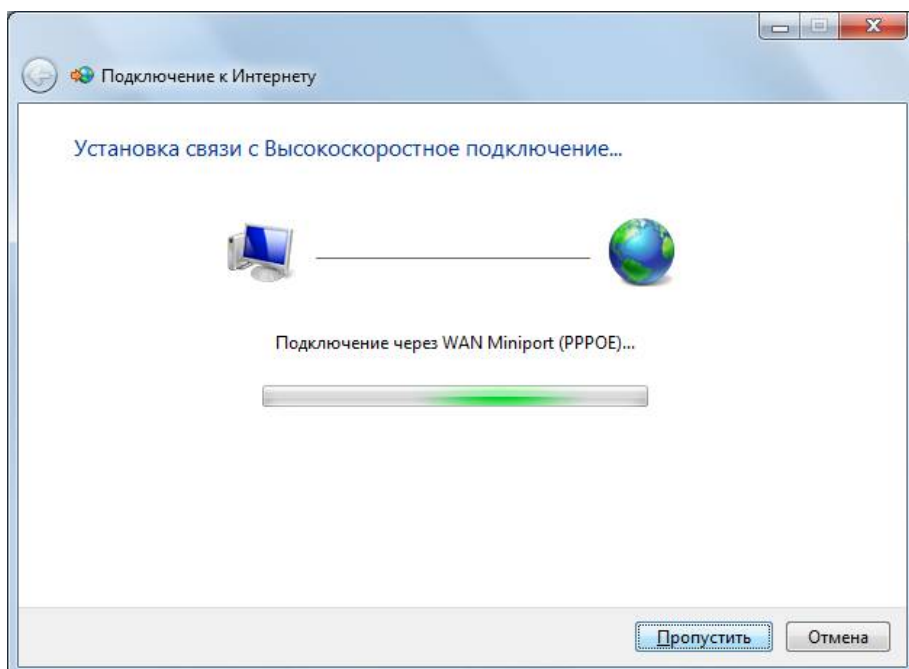 Подключение к Интернету
Установка связи с Высокоскоростное подключение...
Подключение через WAN Miniport (PPPOE)...
Пропустить
Отмена